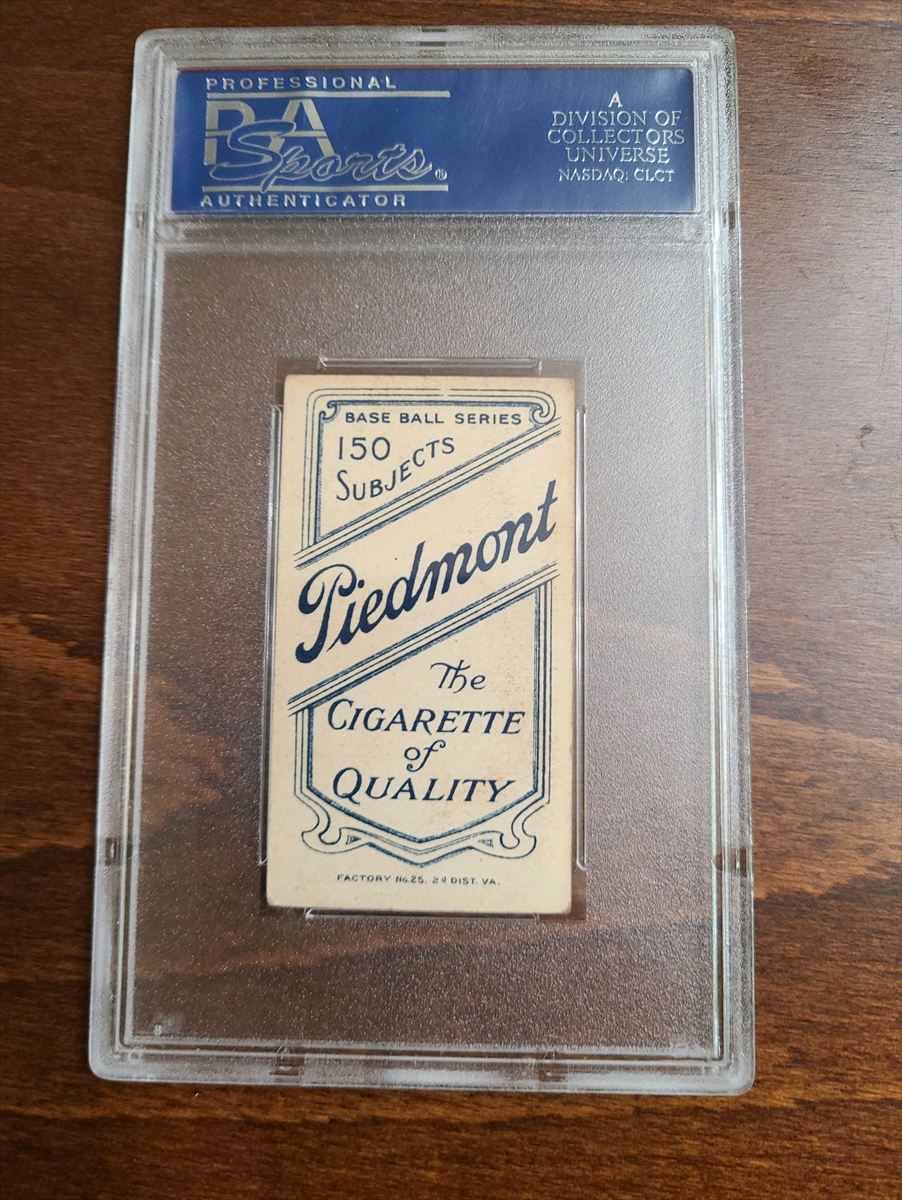 PROFESSIONAL
PSA
Sports®
AUTHENTICATOR
A
DIVISION OF
COLLECTORS
UNIVERSE
NASDAQ: CLCT
BASE BALL SERIES
150
SUBJECTS
Piedmont
The
CIGARETTE
of
QUALITY
FACTORY No. 25. 2d DIST. VA.